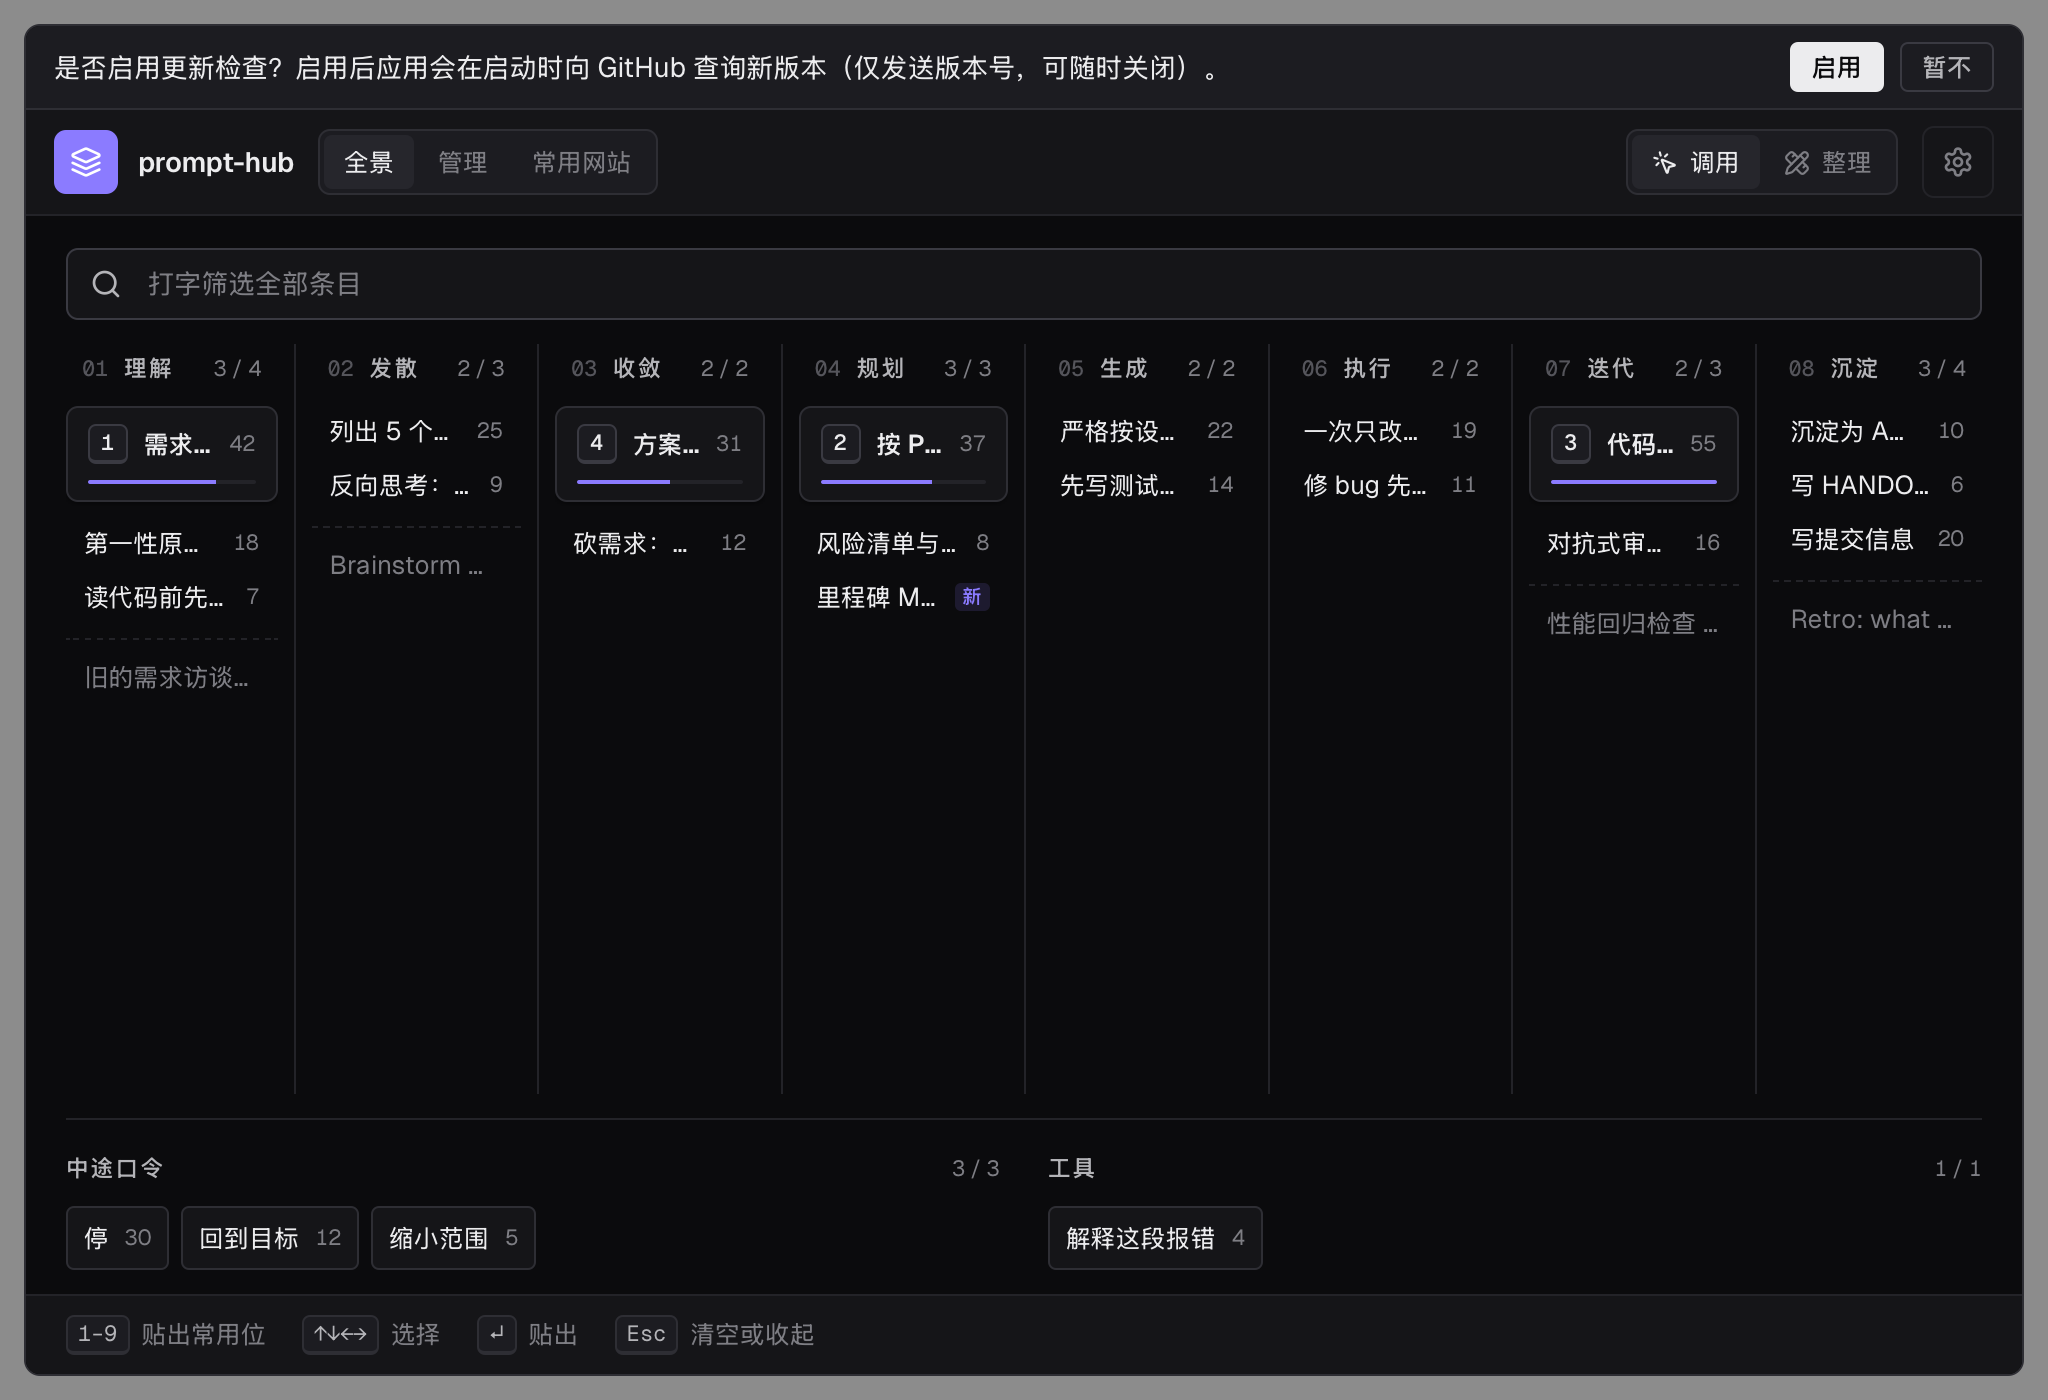 是否启用更新检查？启用后应用会在启动时向 GitHub 查询新版本（仅发送版本号，可随时关闭）。 启用 暂不
prompt-hub 全景 管理 常用网站 调用 整理
打字筛选全部条目
01 理解 3 / 4
1 需求… 42
第一性原… 18
读代码前先… 7
旧的需求访谈…
02 发散 2 / 3
列出 5 个… 25
反向思考：… 9
Brainstorm …
03 收敛 2 / 2
4 方案… 31
砍需求：… 12
04 规划 3 / 3
2 按 P… 37
风险清单与… 8
里程碑 M… 新
05 生成 2 / 2
严格按设… 22
先写测试… 14
06 执行 2 / 2
一次只改… 19
修 bug 先… 11
07 迭代 2 / 3
3 代码… 55
对抗式审… 16
性能回归检查 …
08 沉淀 3 / 4
沉淀为 A… 10
写 HANDO… 6
写提交信息 20
Retro: what …
中途口令 3 / 3
停 30 回到目标 12 缩小范围 5
工具 1 / 1
解释这段报错 4
1-9 贴出常用位 ↑↓←→ 选择 ↵ 贴出 Esc 清空或收起